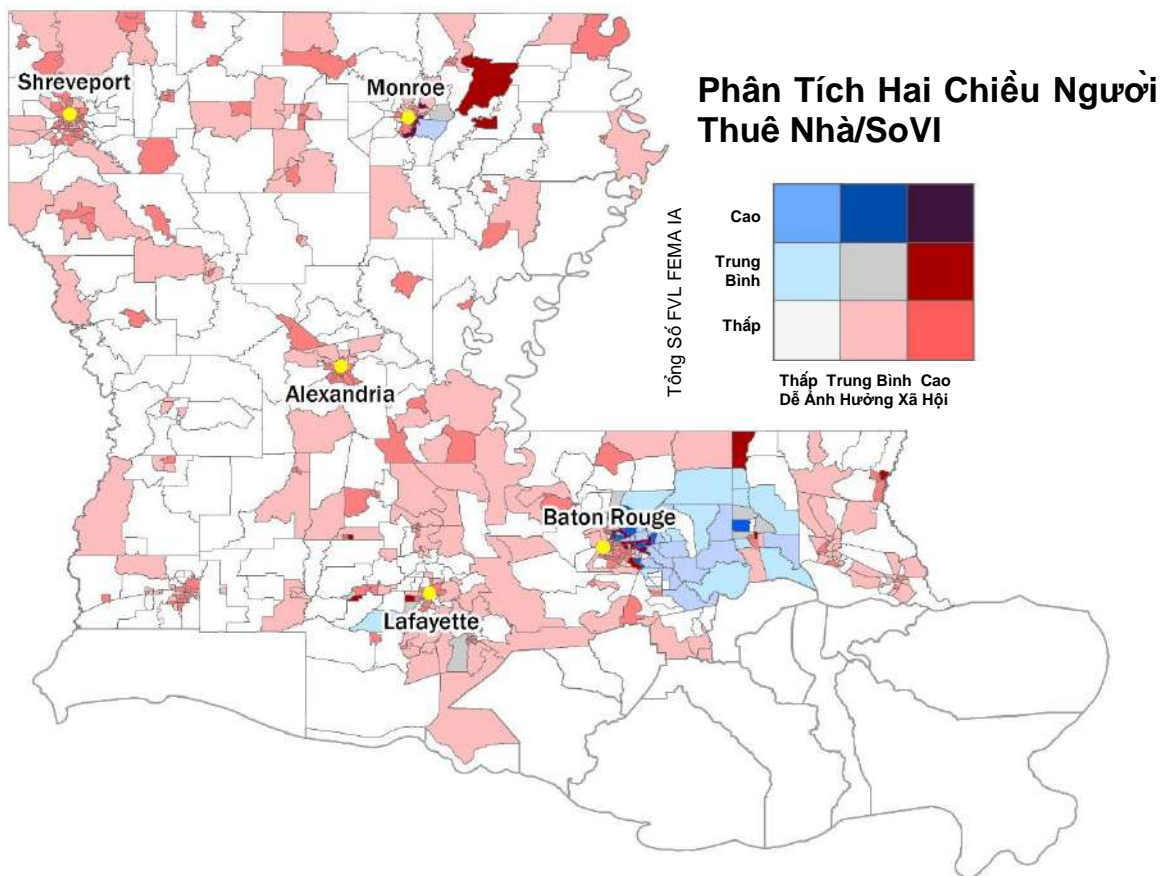 Shreveport
Monroe
Phân Tích Hai Chiều Người
Thuê Nhà/SoVI
Tổng Số FVL FEMA IA
Cao
Trung
Bình
Thấp
Thấp Trung Bình Cao
Dễ Ảnh Hưởng Xã Hội
Alexandria
Baton Rouge
Lafayette